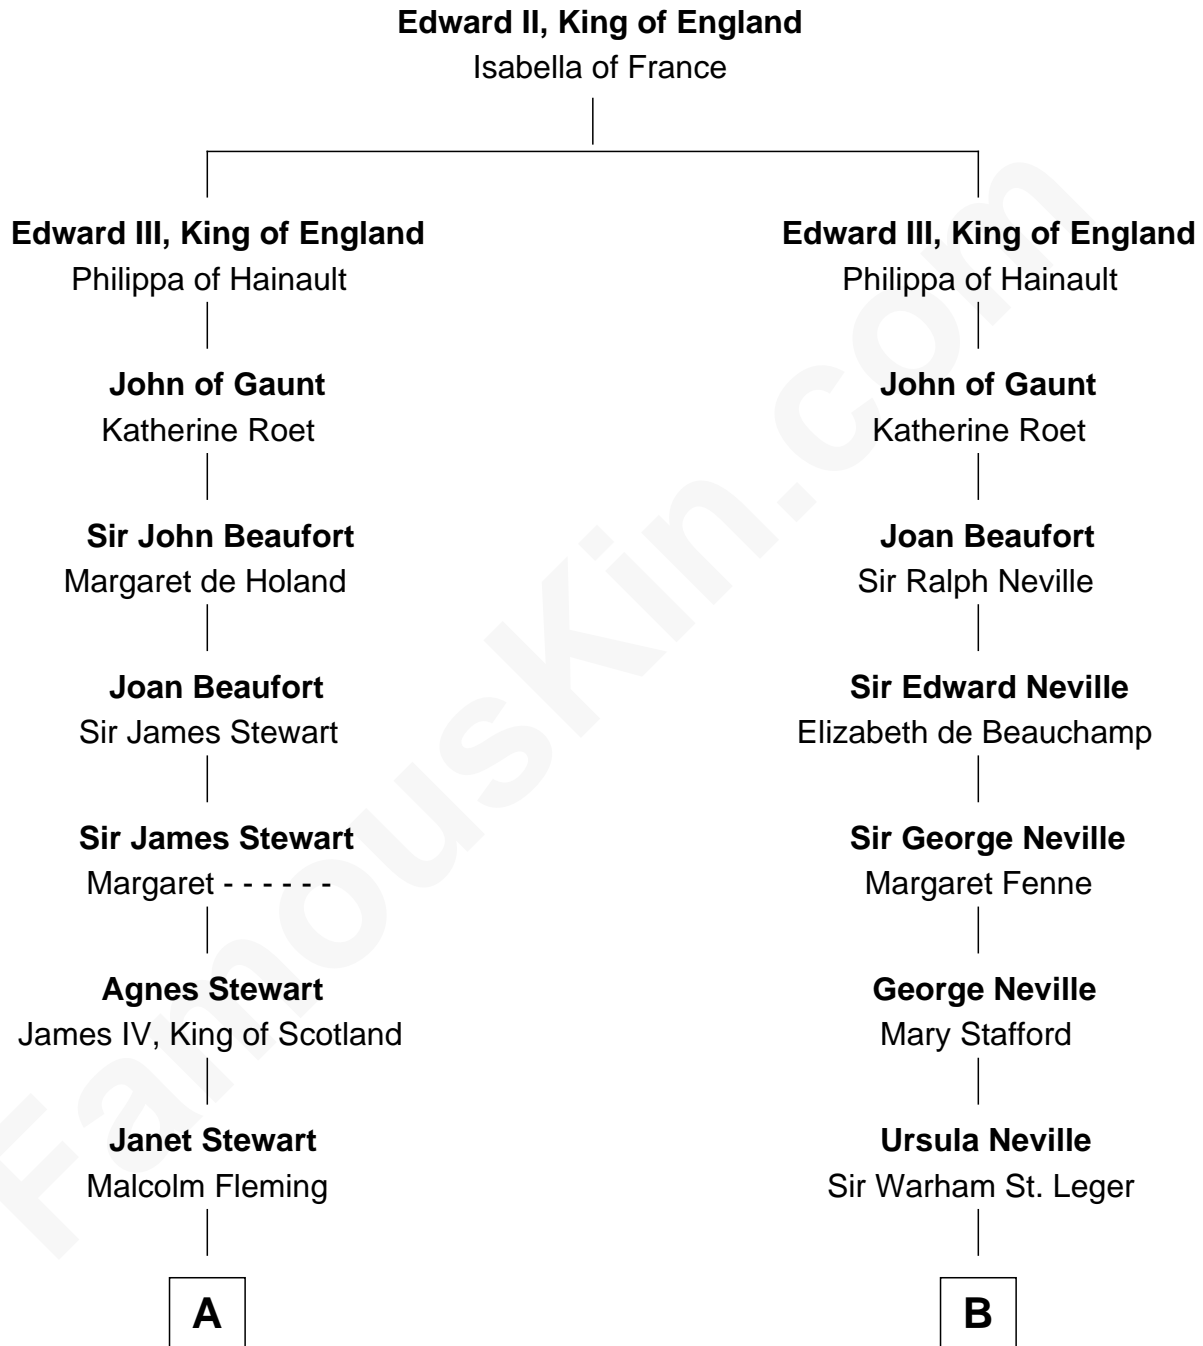 Edward II, King of England
Isabella of France
Edward III, King of England
Philippa of Hainault
John of Gaunt
Katherine Roet
Sir John Beaufort
Margaret de Holand
Joan Beaufort
Sir James Stewart
Sir James Stewart
Margaret - - - - - -
Agnes Stewart
James IV, King of Scotland
Janet Stewart
Malcolm Fleming
A
Edward III, King of England
Philippa of Hainault
John of Gaunt
Katherine Roet
Joan Beaufort
Sir Ralph Neville
Sir Edward Neville
Elizabeth de Beauchamp
Sir George Neville
Margaret Fenne
George Neville
Mary Stafford
Ursula Neville
Sir Warham St. Leger
B
FamousKin.com